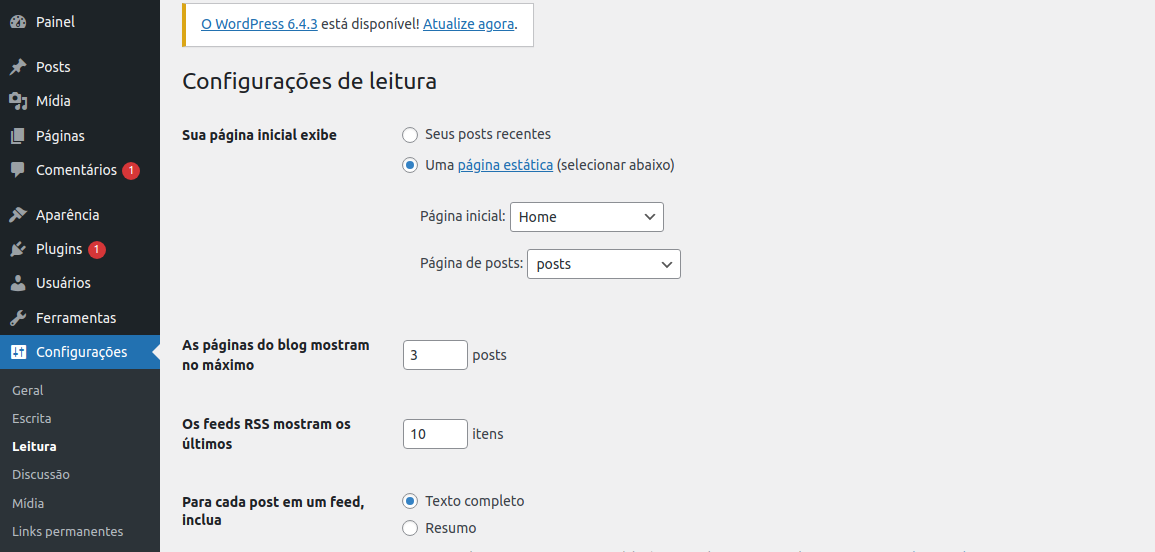 Painel
Posts
Mídia
Páginas
Comentários 1
Aparência
Plugins 1
Usuários
Ferramentas
Configurações
Geral
Escrita
Leitura
Discussão
Mídia
Links permanentes
O WordPress 6.4.3 está disponível! Atualize agora.
Configurações de leitura
Sua página inicial exibe
Seus posts recentes
Uma página estática (selecionar abaixo)
Página inicial: Home
Página de posts: posts
As páginas do blog mostram
no máximo
3 posts
Os feeds RSS mostram os
últimos
10 itens
Para cada post em um feed,
inclua
Texto completo
Resumo